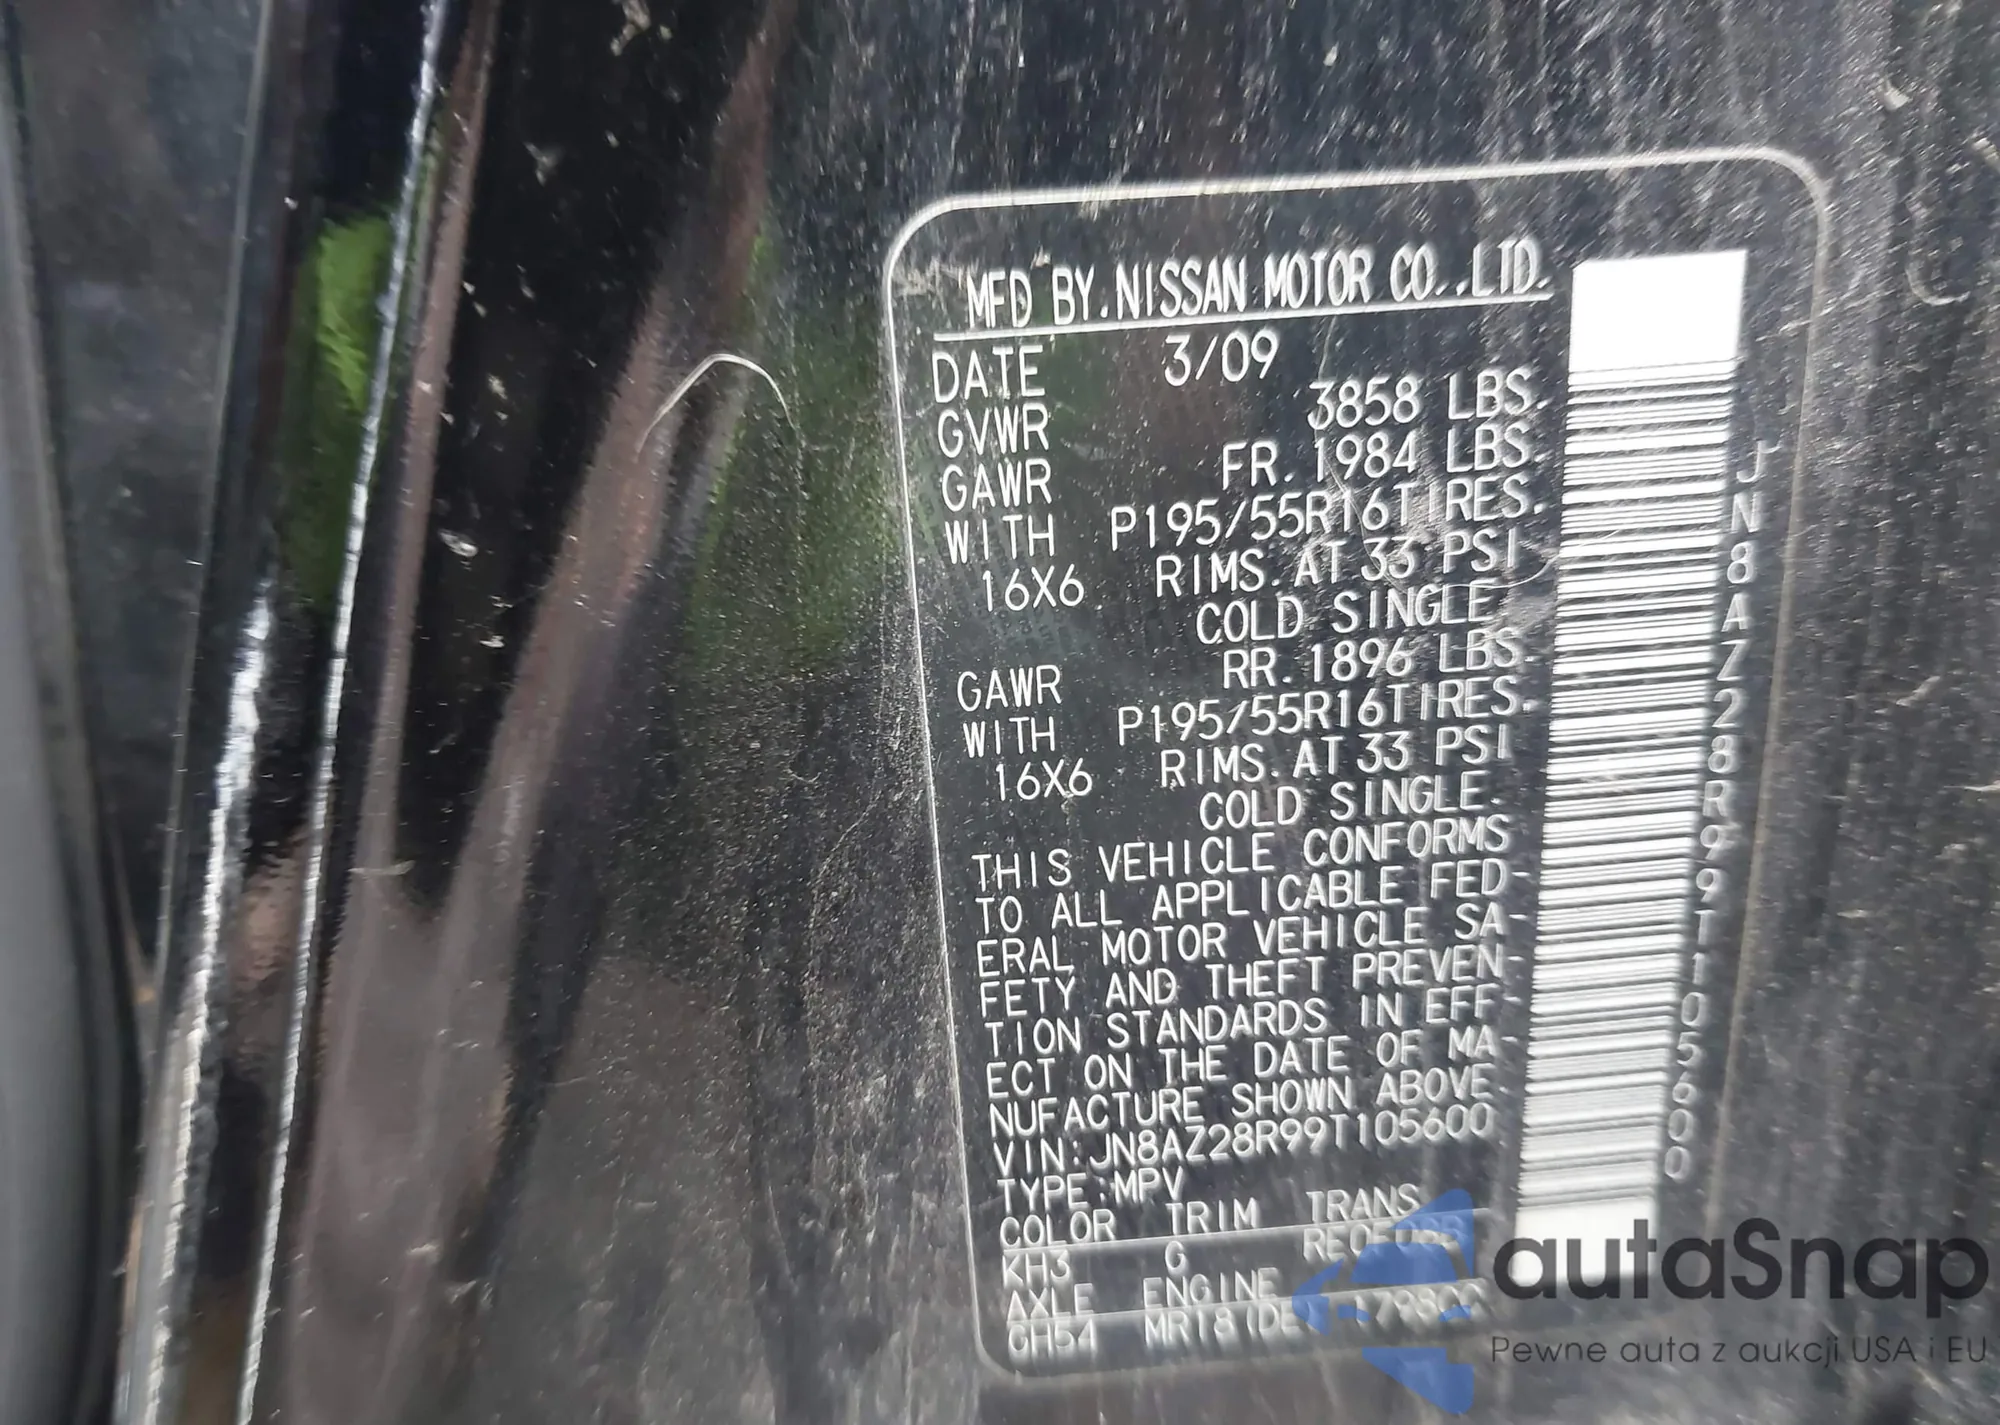 MFD BY.NISSAN MOTOR CO.,LTD.
DATE 3/09
GVWR 3858 LBS.
GAWR FR. 1984 LBS.
WITH P195/55R16TIRES.
16X6 RIMS. AT 33 PSI
COLD SINGLE.
GAWR RR. 1896 LBS.
WITH P195/55R16TIRES.
16X6 RIMS. AT 33 PSI
COLD SINGLE.
THIS VEHICLE CONFORMS
TO ALL APPLICABLE FED-
ERAL MOTOR VEHICLE SA-
FETY AND THEFT PREVEN-
TION STANDARDS IN EFF-
ECT ON THE DATE OF MA-
NUFACTURE SHOWN ABOVE.
VIN:JN8AZ28R99T105600
TYPE:MPV
COLOR TRIM TRANS
KH3 G
AXLE ENGINE
GH54
JN8AZ28R99T105600
autaSnap
Pewne auta z aukcji USA i EU